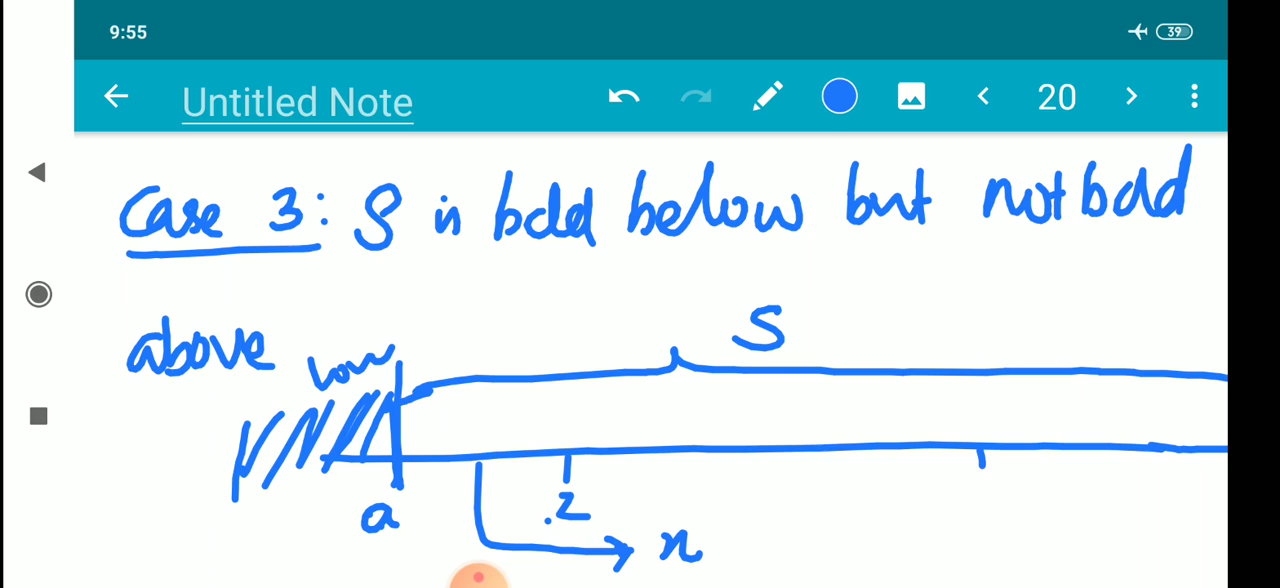 9:55
39
Untitled Note
20
Case 3: S is bdd below but not bdd
above
S
low
a
.z
x